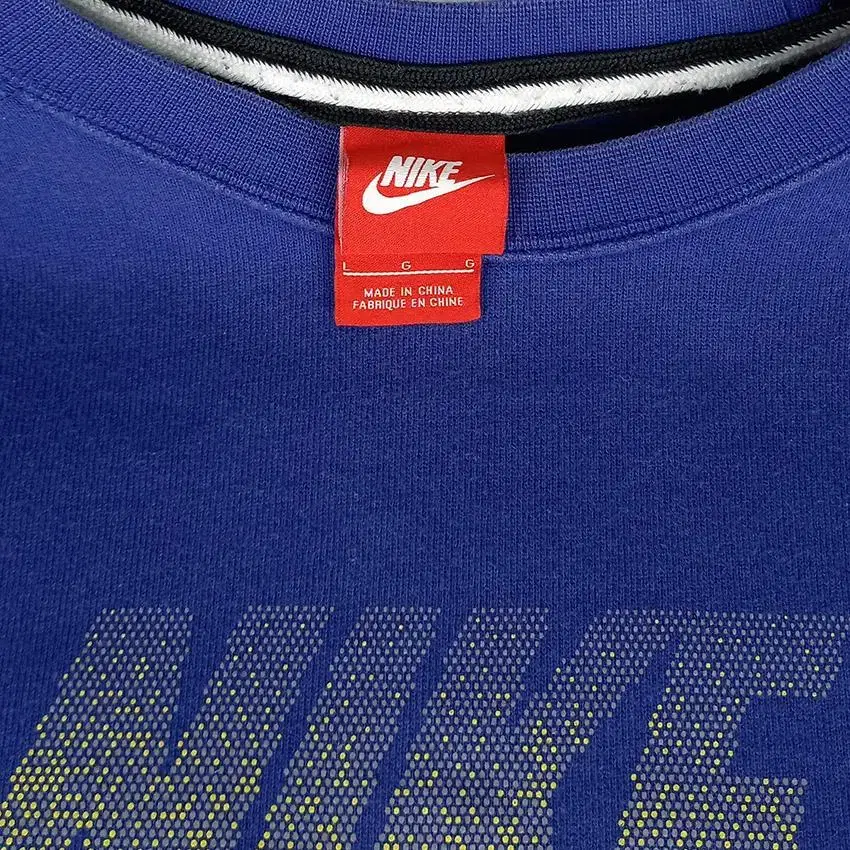 NIKE
L G G
MADE IN CHINA
FABRIQUE EN CHINE
NIKE